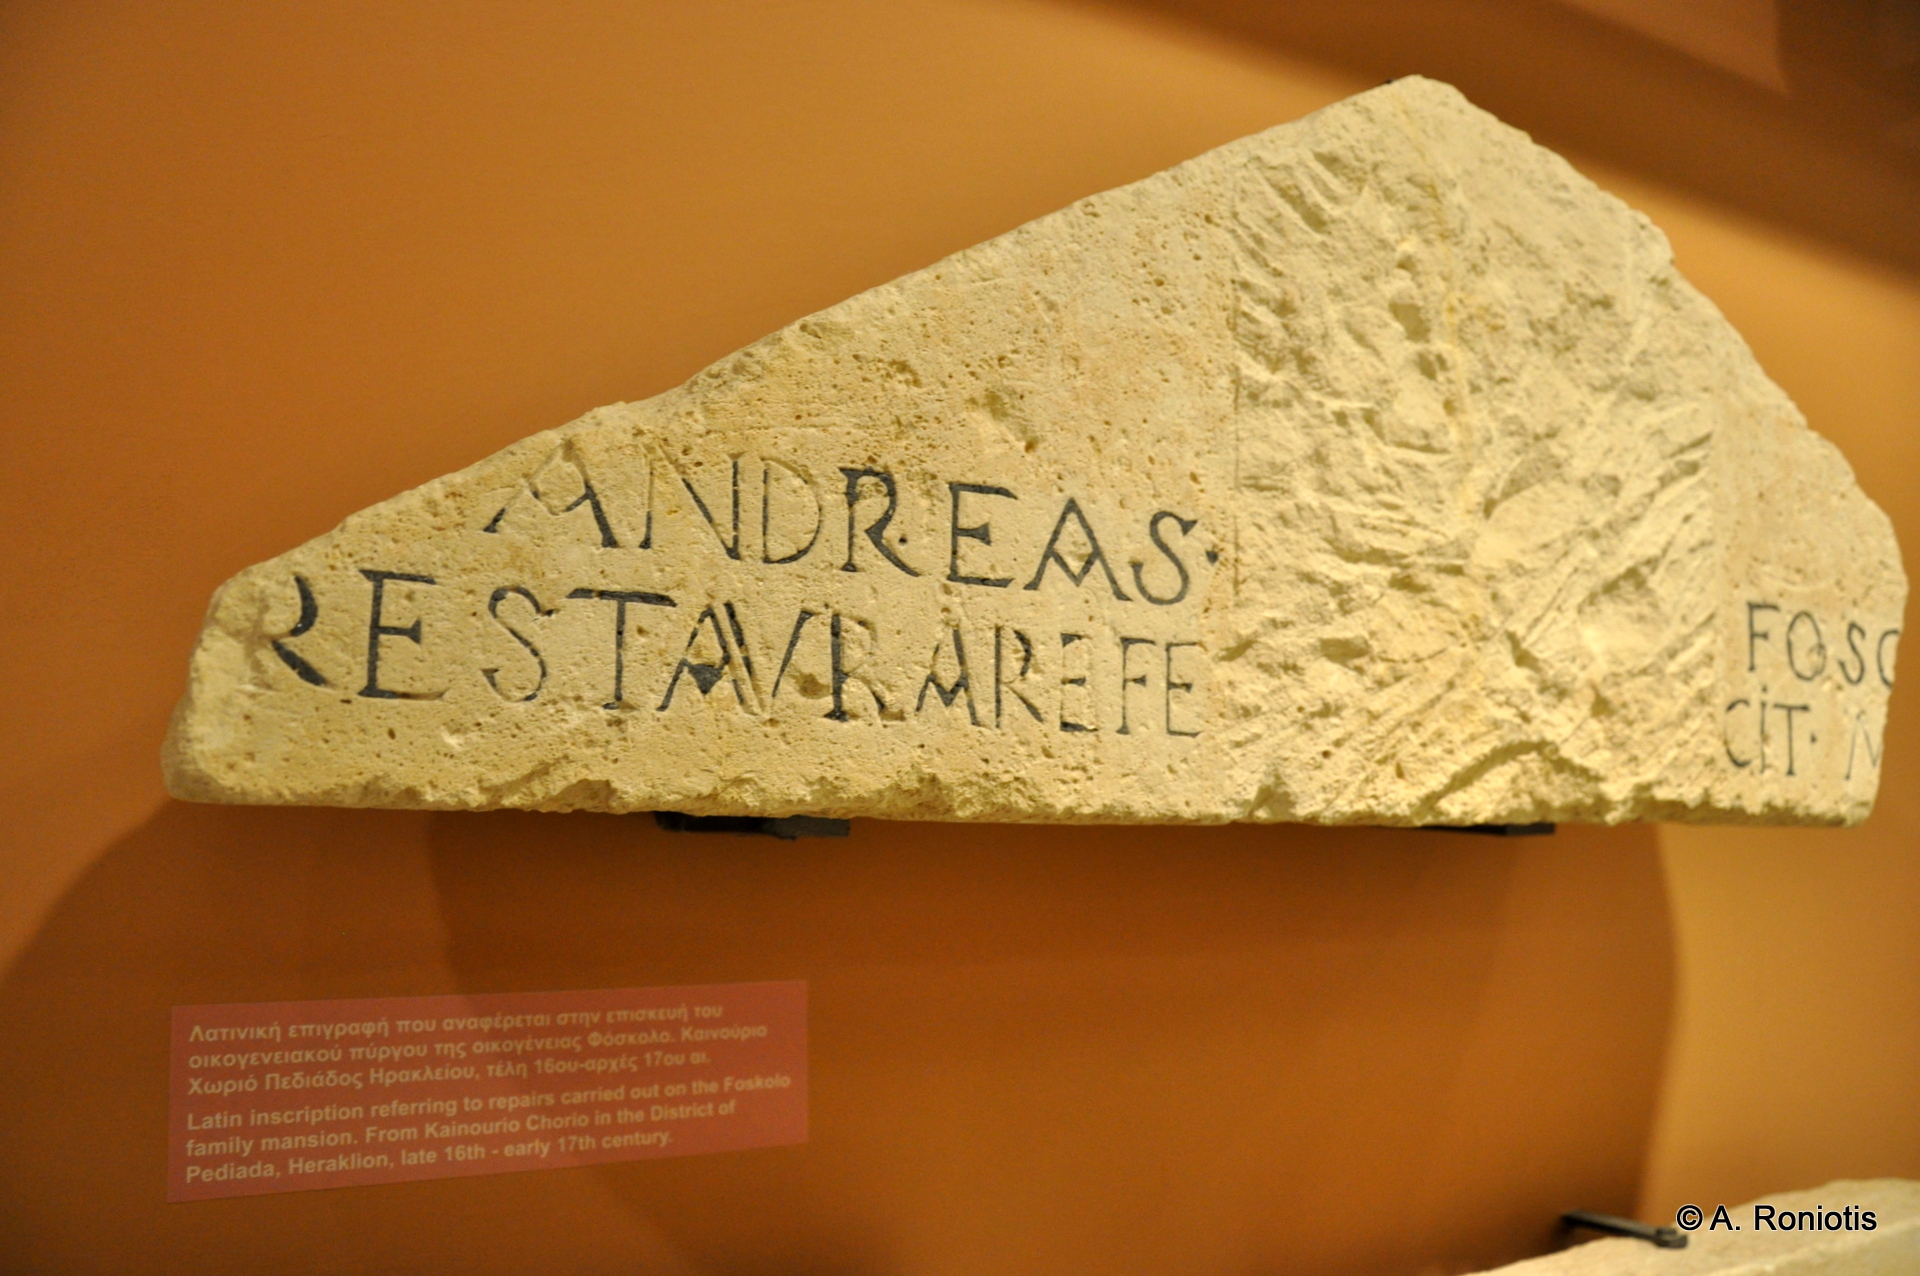 ANDREAS· FOSC
RESTAVRAREFE CIT· N
Λατινική επιγραφή που αναφέρεται στην επισκευή του
οικογενειακού πύργου της οικογένειας Φόσκολο. Καινούριο
Χωριό Πεδιάδος Ηρακλείου, τέλη 16ου-αρχές 17ου αι.
Latin inscription referring to repairs carried out on the Foskolo
family mansion. From Kainourio Chorio in the District of
Pediada, Heraklion, late 16th - early 17th century.
© A. Roniotis